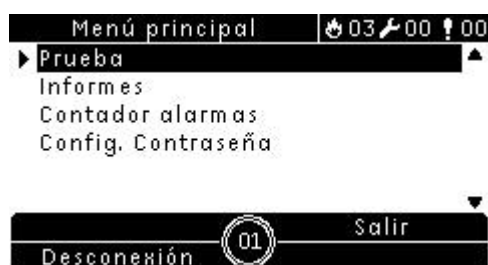 Menú principal 03 00 00
Prueba
Informes
Contador alarmas
Config. Contraseña
Salir
01
Desconexión